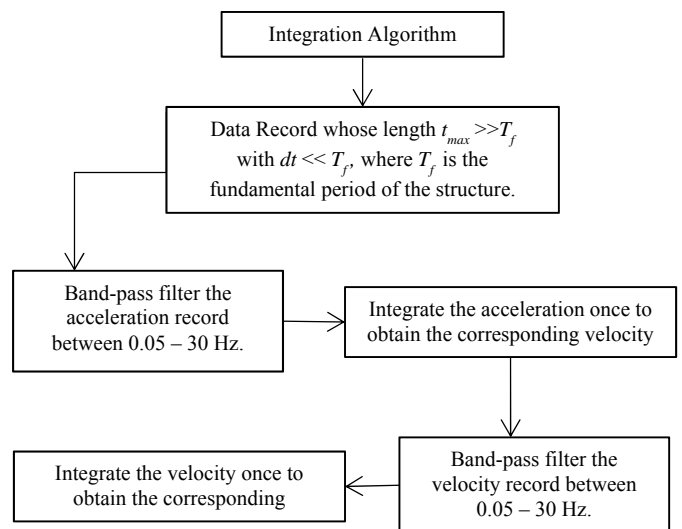 Integration Algorithm
Data Record whose length t_max >>T_f
with dt << T_f, where T_f is the
fundamental period of the structure.
Band-pass filter the
acceleration record
between 0.05 – 30 Hz.
Integrate the acceleration once to
obtain the corresponding velocity
Band-pass filter the
velocity record between
0.05 – 30 Hz.
Integrate the velocity once to
obtain the corresponding